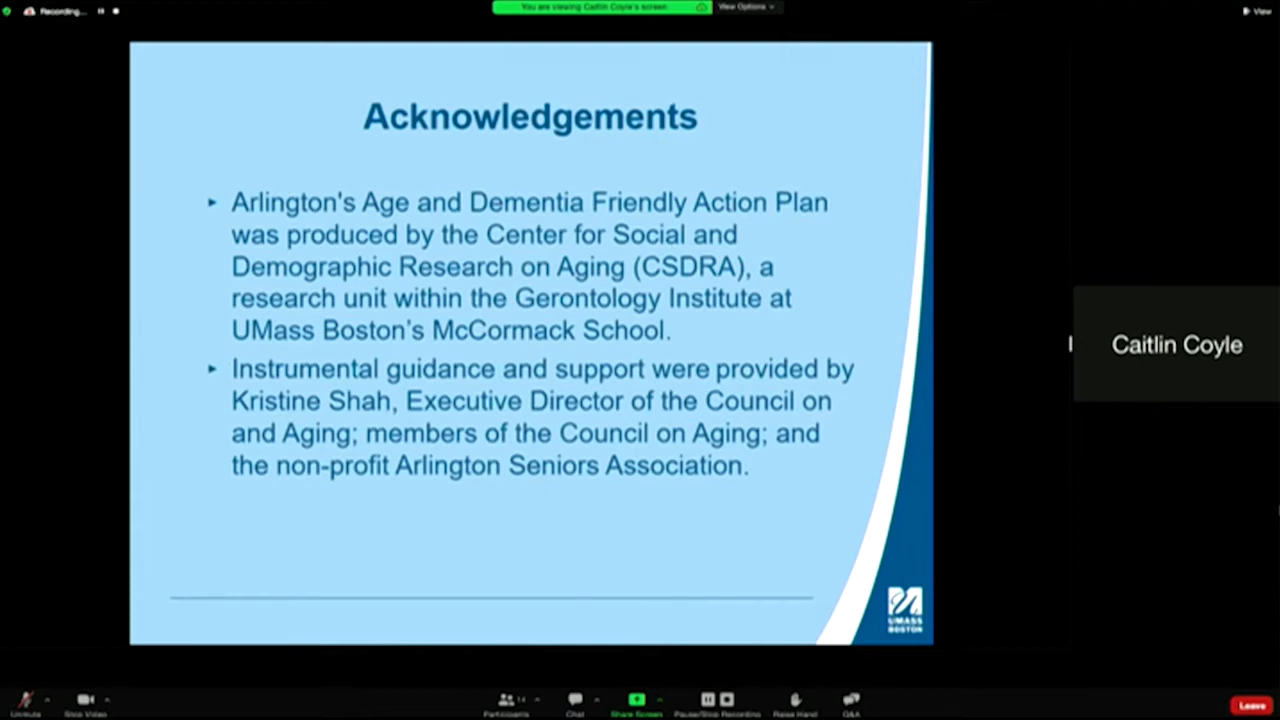 Recording...
You are viewing Caitlin Coyle's screen
View Options
View
Acknowledgements
Arlington's Age and Dementia Friendly Action Plan
was produced by the Center for Social and
Demographic Research on Aging (CSDRA), a
research unit within the Gerontology Institute at
UMass Boston's McCormack School.
Instrumental guidance and support were provided by
Kristine Shah, Executive Director of the Council on
and Aging; members of the Council on Aging; and
the non-profit Arlington Seniors Association.
Caitlin Coyle
UMASS
BOSTON
Unmute
Stop Video
Participants
14
Chat
Share Screen
Pause/Stop Recording
Raise Hand
Q&A
Leave